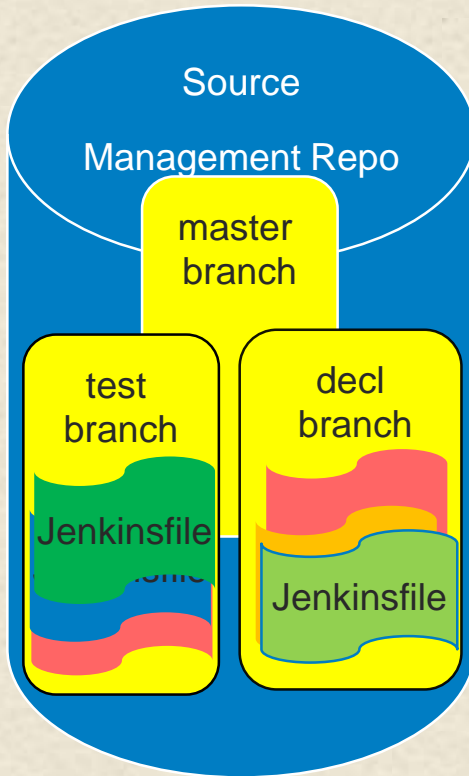 Source
Management Repo
master
branch
test
branch
decl
branch
Jenkinsfile
Jenkinsfile